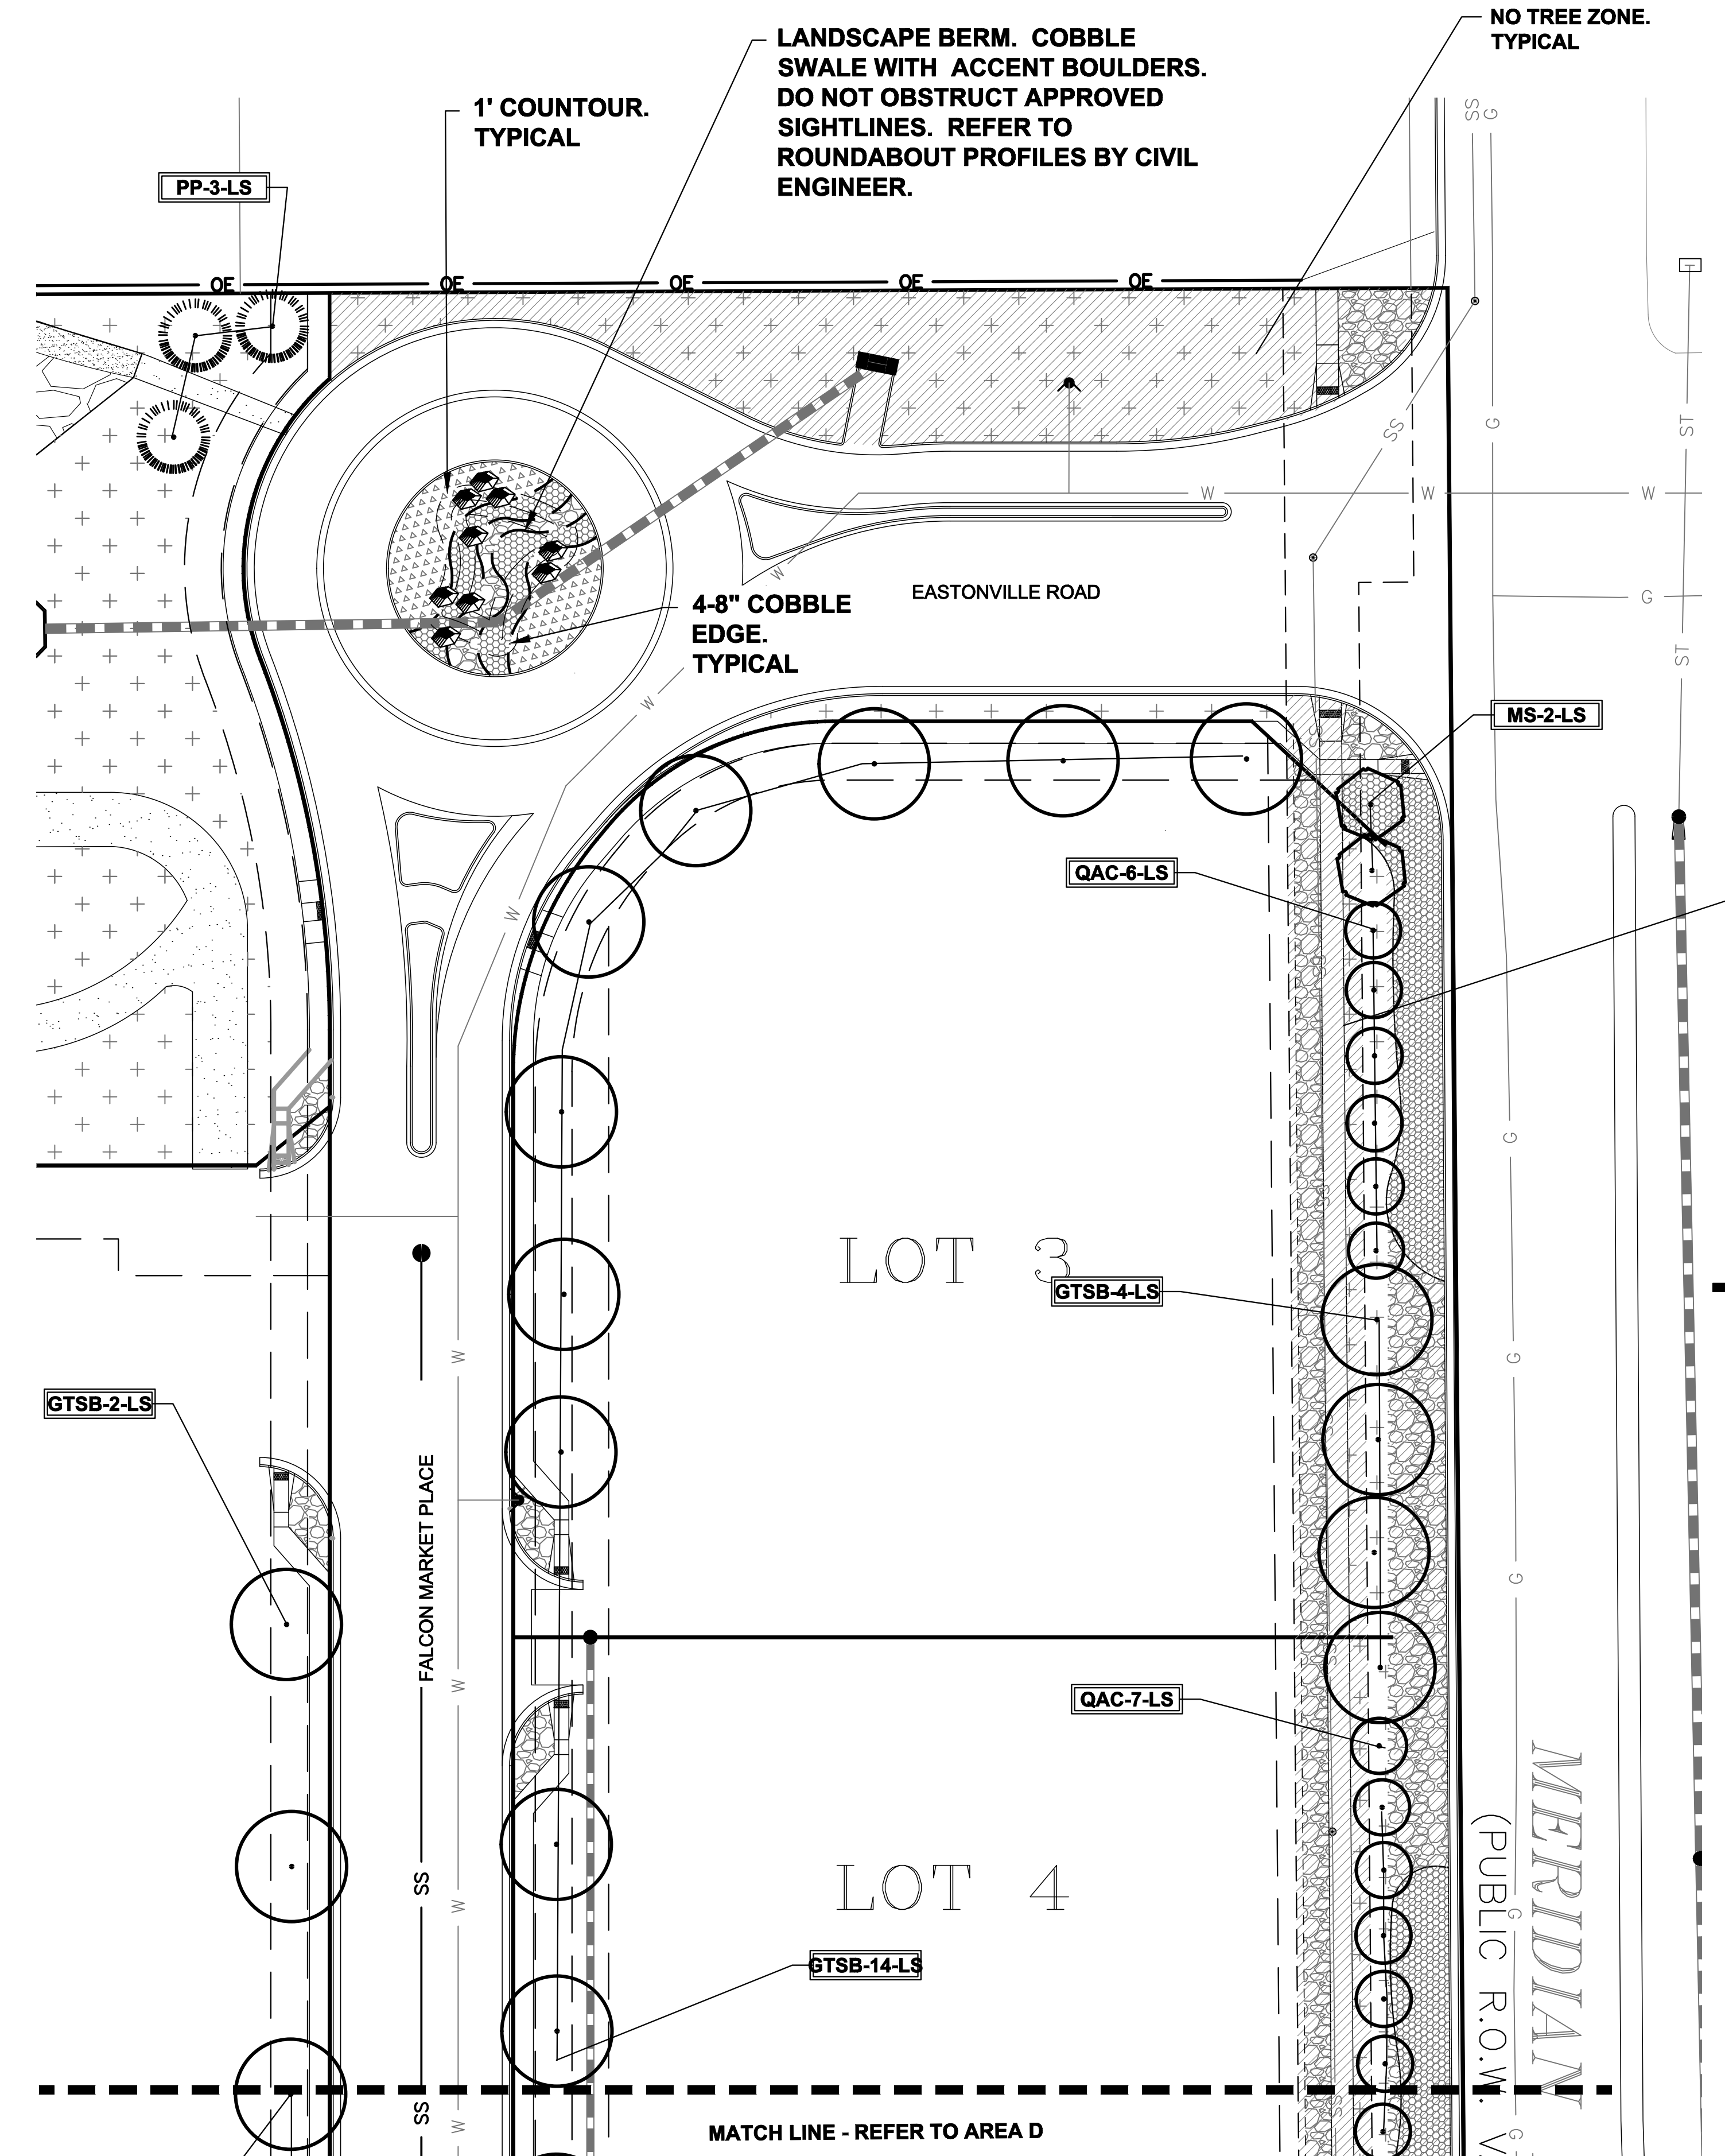 NO TREE ZONE.
TYPICAL
LANDSCAPE BERM. COBBLE
SWALE WITH ACCENT BOULDERS.
DO NOT OBSTRUCT APPROVED
SIGHTLINES. REFER TO
ROUNDABOUT PROFILES BY CIVIL
ENGINEER.
1' COUNTOUR.
TYPICAL
PP-3-LS
SS
G
OE
OE
OE
OE
OE
SS
G
ST
W
W
W
W
EASTONVILLE ROAD
G
4-8" COBBLE
EDGE.
TYPICAL
ST
W
MS-2-LS
QAC-6-LS
W
G
LOT 3
GTSB-4-LS
W
G
GTSB-2-LS
FALCON MARKET PLACE
G
W
QAC-7-LS
MERIDIAN
(PUBLIC R.O.W.
LOT 4
SS
W
G
GTSB-14-LS
SS
W
SS
G
MATCH LINE - REFER TO AREA D